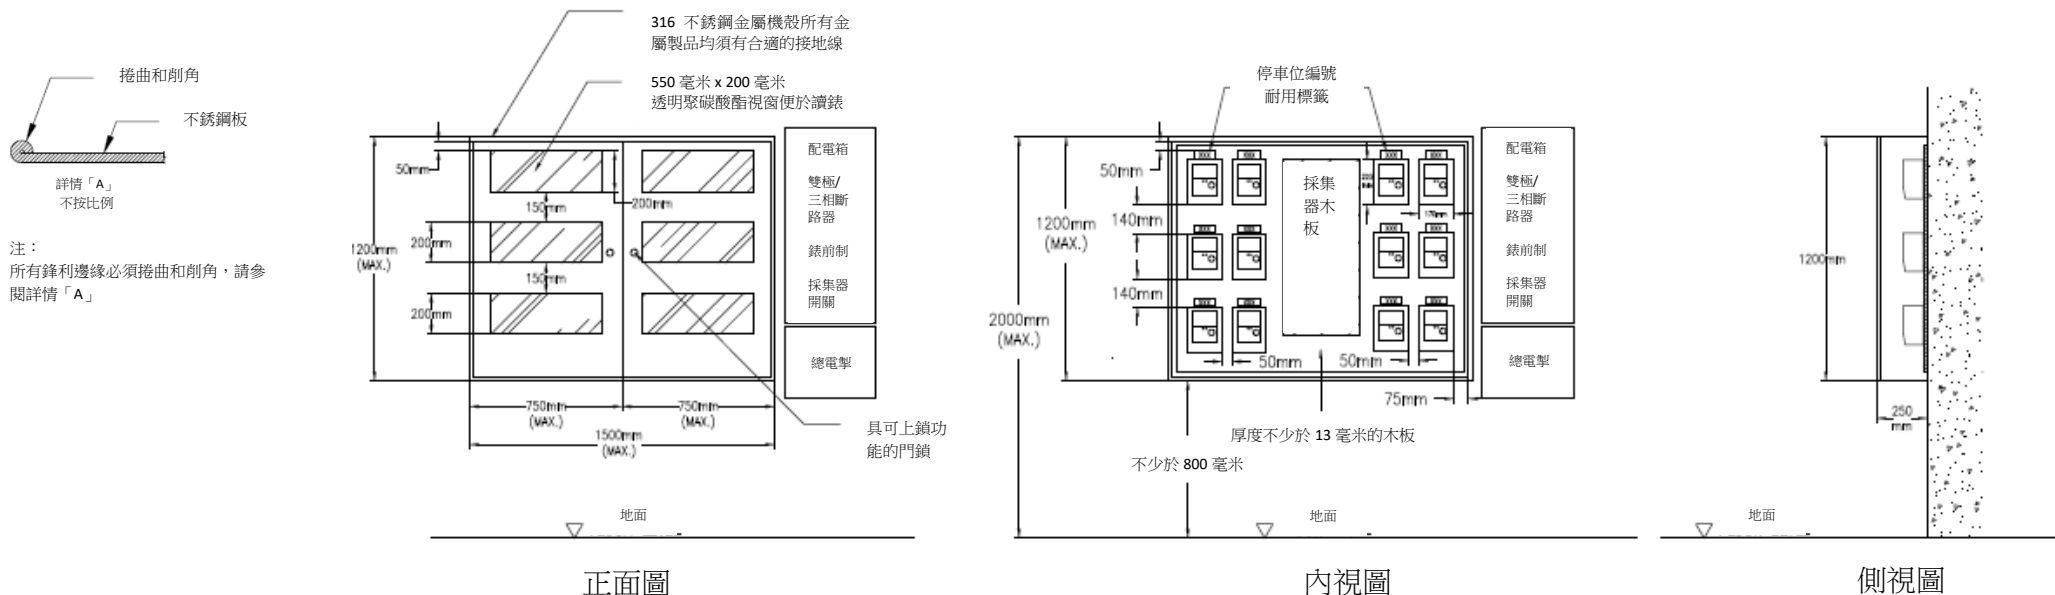 捲曲和削角
不銹鋼板
詳情「A」
不按比例
注：
所有鋒利邊緣必須捲曲和削角，請參
閱詳情「A」
316 不銹鋼金屬機殼所有金
屬製品均須有合適的接地線
550 毫米 x 200 毫米
透明聚碳酸酯視窗便於讀錶
50mm
150mm
200mm
1200mm
(MAX.)
200mm
150mm
200mm
750mm
(MAX.)
750mm
(MAX.)
1500mm
(MAX.)
配電箱
雙極/
三相斷
路器
錶前制
採集器
開關
總電掣
具可上鎖功
能的門鎖
地面
正面圖
停車位編號
耐用標籤
50mm
1200mm
(MAX.)
140mm
140mm
2000mm
(MAX.)
採集
器木
板
50mm
50mm
75mm
配電箱
雙極/
三相斷
路器
錶前制
採集器
開關
總電掣
厚度不少於 13 毫米的木板
不少於 800 毫米
地面
內視圖
1200mm
250
mm
地面
側視圖